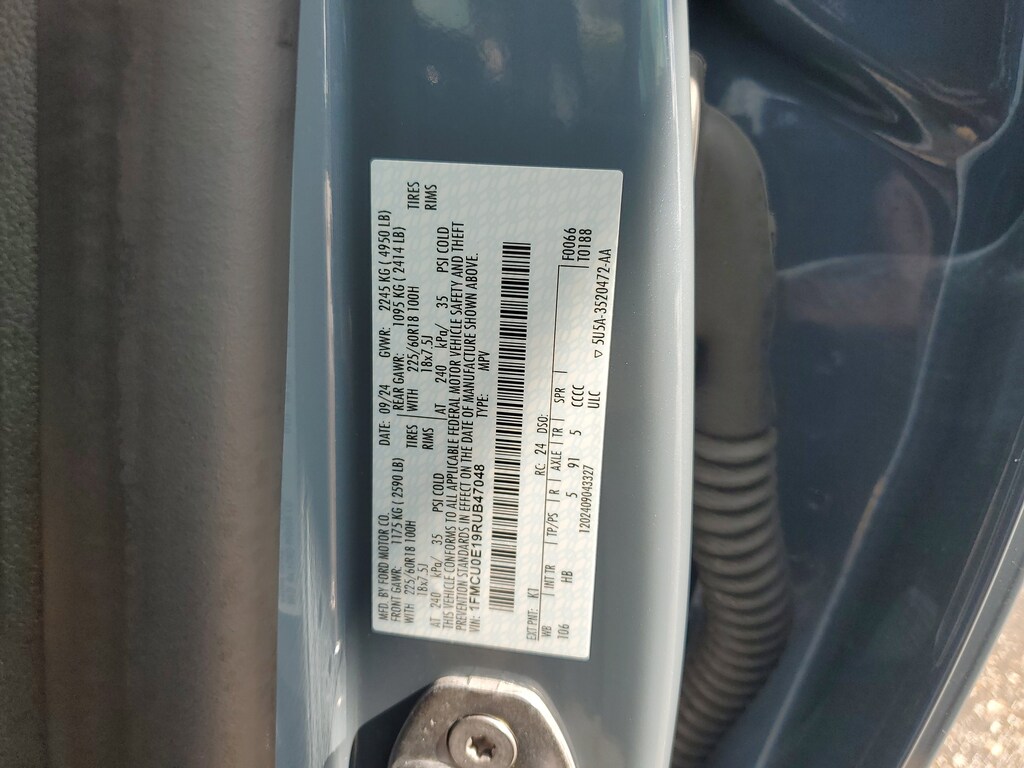 MFD. BY FORD MOTOR CO. DATE: 09/24 GVWR: 2245 KG ( 4950 LB)
FRONT GAWR: 1175 KG ( 2590 LB) REAR GAWR: 1095 KG ( 2414 LB)
WITH 225/60R18 100H TIRES WITH 225/60R18 100H TIRES
18x7.5J RIMS 18x7.5J RIMS
AT 240 kPa/ 35 PSI COLD AT 240 kPa/ 35 PSI COLD
THIS VEHICLE CONFORMS TO ALL APPLICABLE FEDERAL MOTOR VEHICLE SAFETY AND THEFT
PREVENTION STANDARDS IN EFFECT ON THE DATE OF MANUFACTURE SHOWN ABOVE.
VIN: 1FMCU0E19RUB47048 TYPE: MPV
EXT PNT: K1 RC: 24 DSO: F0066
WB INT TR TP/PS R AXLE TR SPR T0188
106 HB 5 91 5 CCCC
1202409043327 ULC ▽ 5U5A-3520472-AA